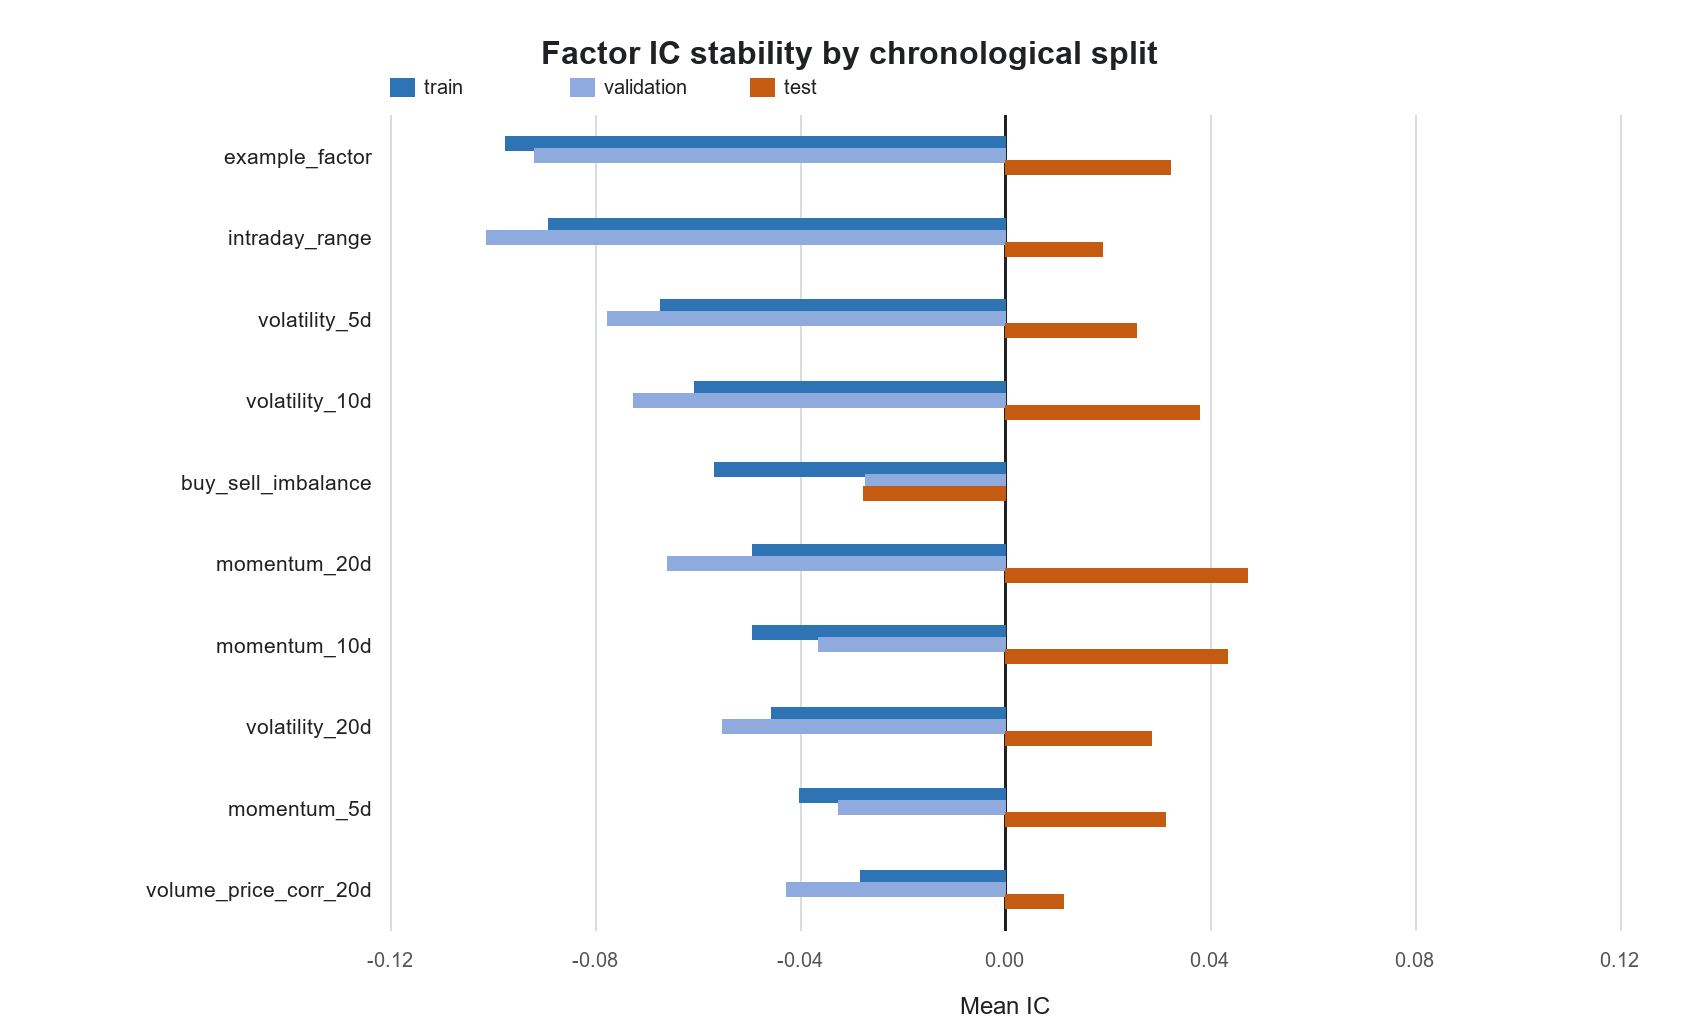 Factor IC stability by chronological split
train validation test
example_factor
intraday_range
volatility_5d
volatility_10d
buy_sell_imbalance
momentum_20d
momentum_10d
volatility_20d
momentum_5d
volume_price_corr_20d
-0.12 -0.08 -0.04 0.00 0.04 0.08 0.12
Mean IC